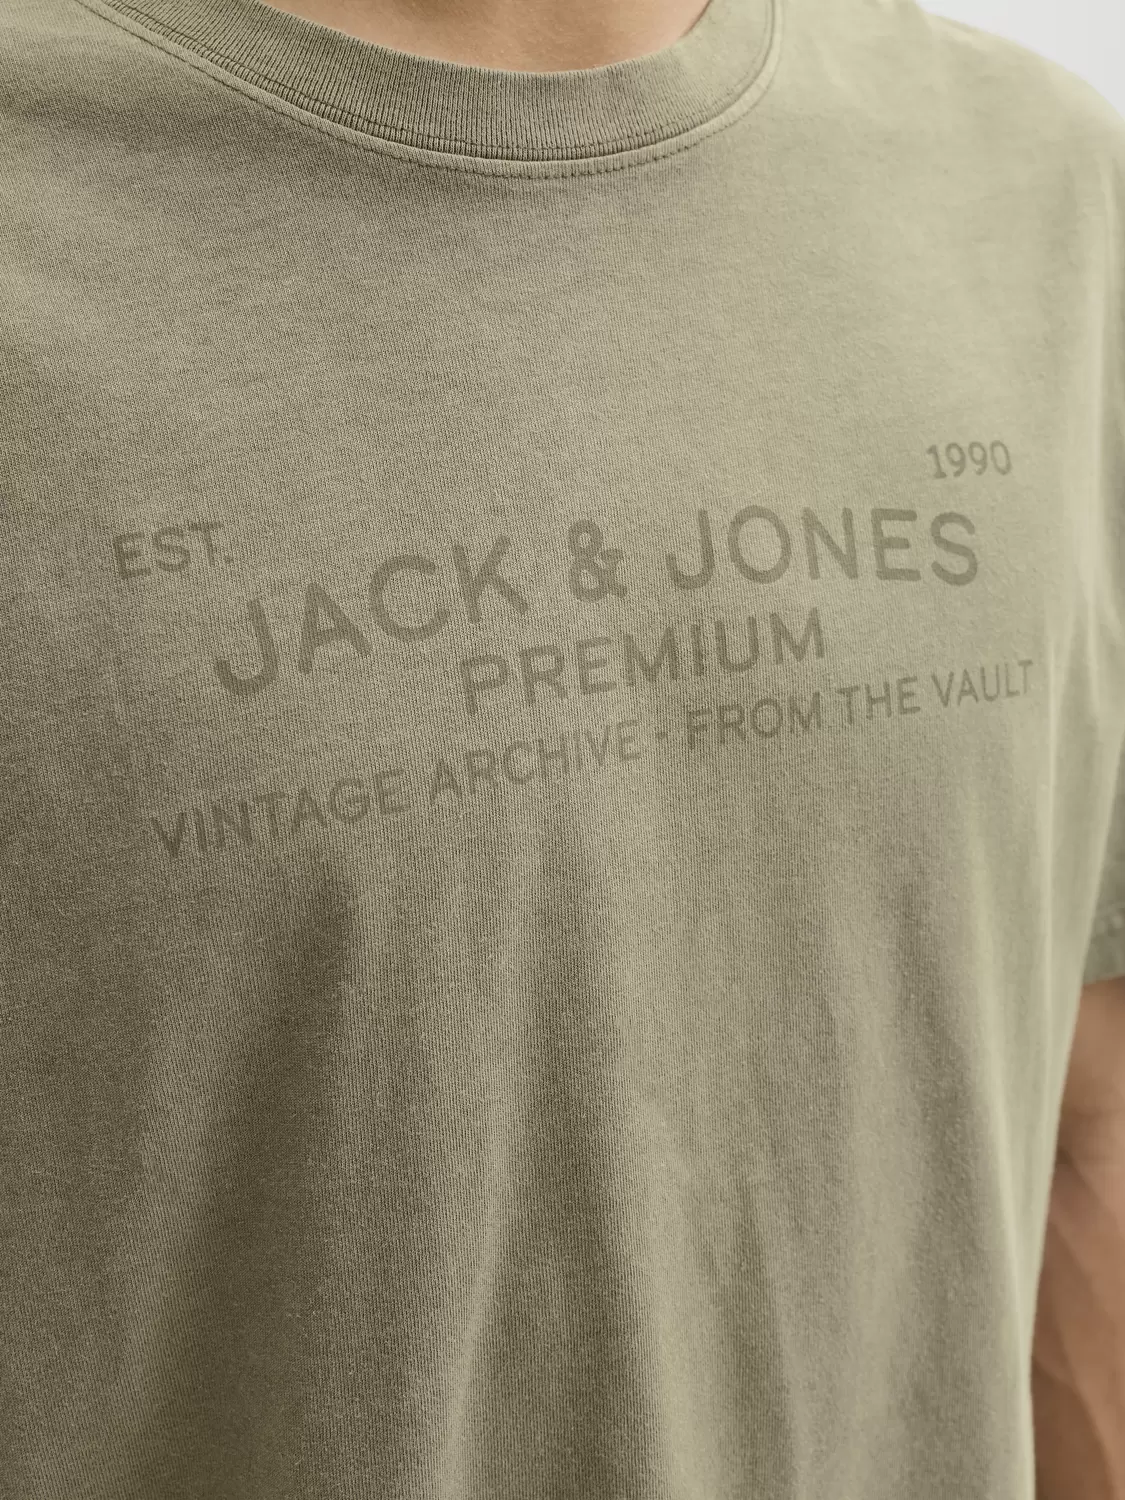 EST. 1990
JACK & JONES
PREMIUM
VINTAGE ARCHIVE - FROM THE VAULT